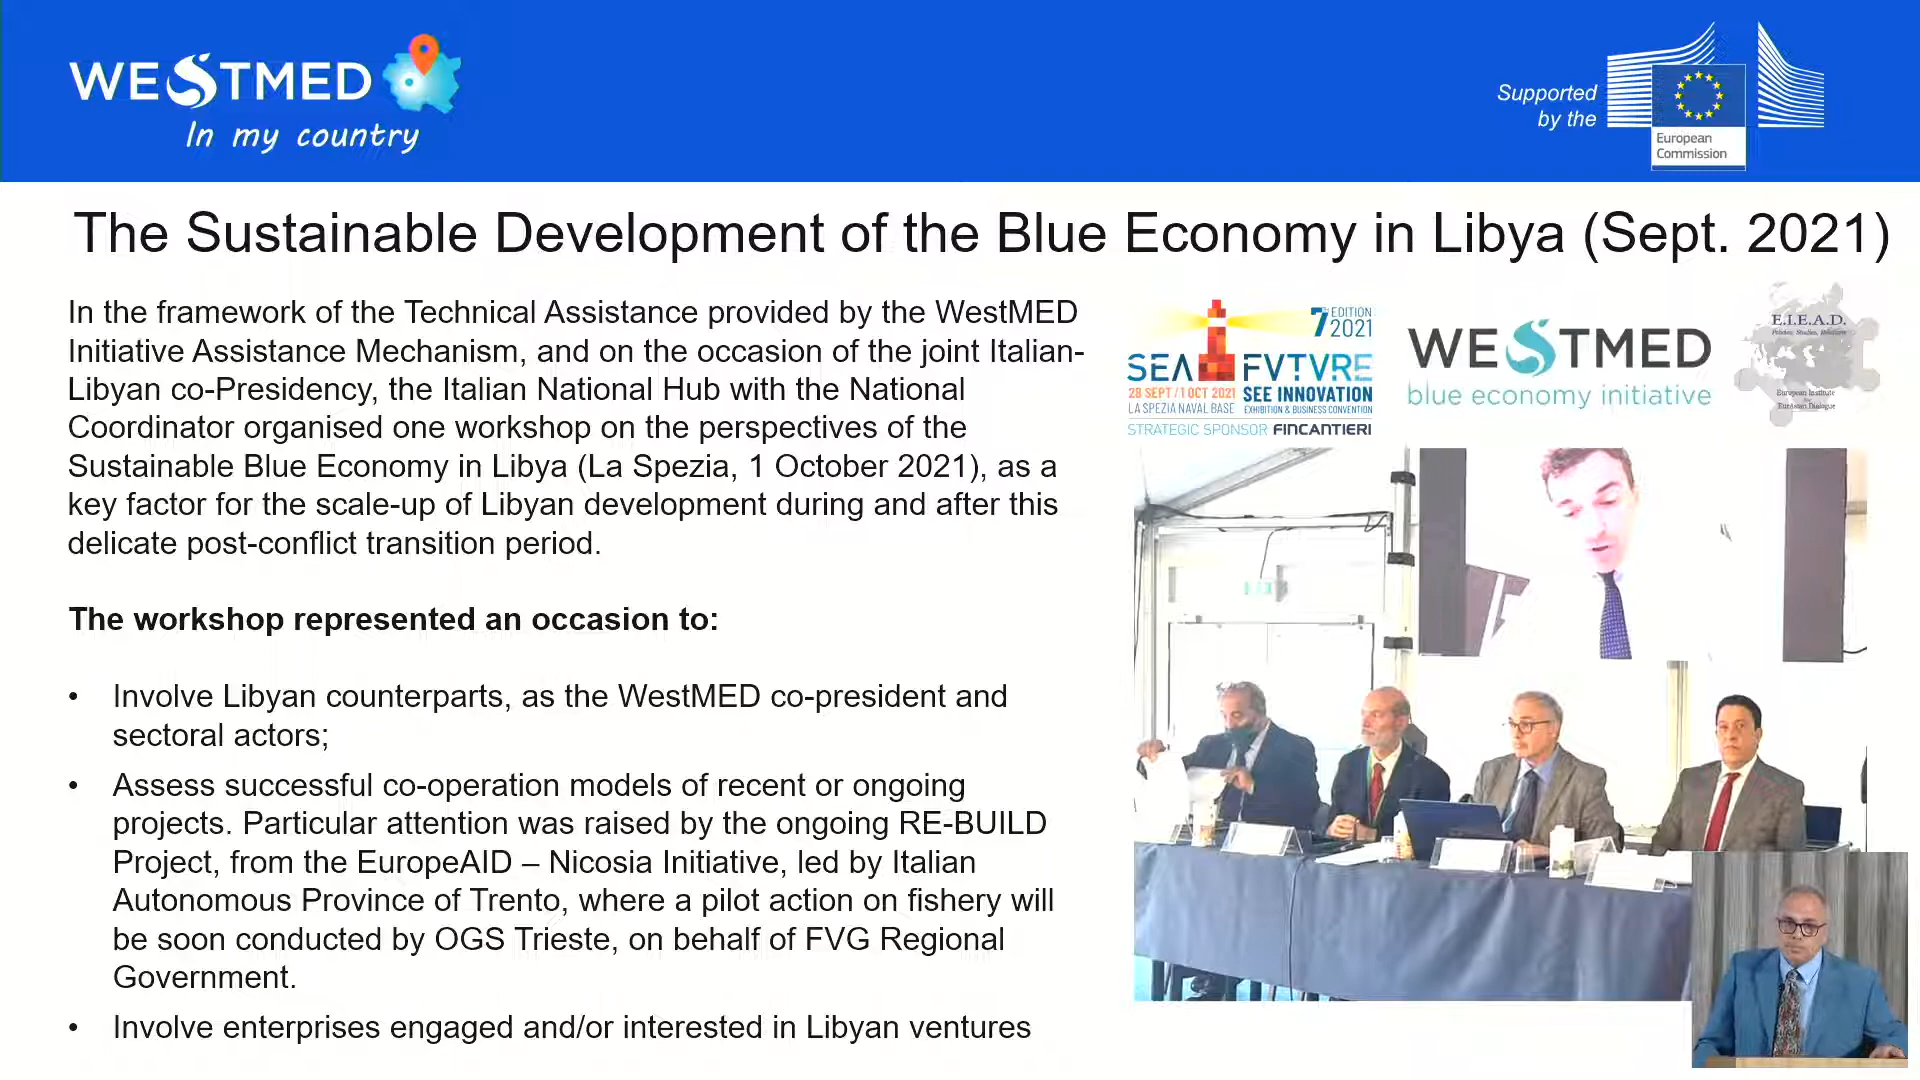 WESTMED
In my country
Supported
by the
European
Commission
The Sustainable Development of the Blue Economy in Libya (Sept. 2021)
In the framework of the Technical Assistance provided by the WestMED
Initiative Assistance Mechanism, and on the occasion of the joint Italian-
Libyan co-Presidency, the Italian National Hub with the National
Coordinator organised one workshop on the perspectives of the
Sustainable Blue Economy in Libya (La Spezia, 1 October 2021), as a
key factor for the scale-up of Libyan development during and after this
delicate post-conflict transition period.
The workshop represented an occasion to:
• Involve Libyan counterparts, as the WestMED co-president and
sectoral actors;
• Assess successful co-operation models of recent or ongoing
projects. Particular attention was raised by the ongoing RE-BUILD
Project, from the EuropeAID – Nicosia Initiative, led by Italian
Autonomous Province of Trento, where a pilot action on fishery will
be soon conducted by OGS Trieste, on behalf of FVG Regional
Government.
• Involve enterprises engaged and/or interested in Libyan ventures
7TH EDITION
2021
SEA FVTVRE
28 SEPT / 1 OCT 2021 SEE INNOVATION
LA SPEZIA NAVAL BASE EXHIBITION & BUSINESS CONVENTION
STRATEGIC SPONSOR FINCANTIERI
WESTMED
blue economy initiative
E.I.E.A.D.
European Institute
EurAsian Dialogue
EXIT